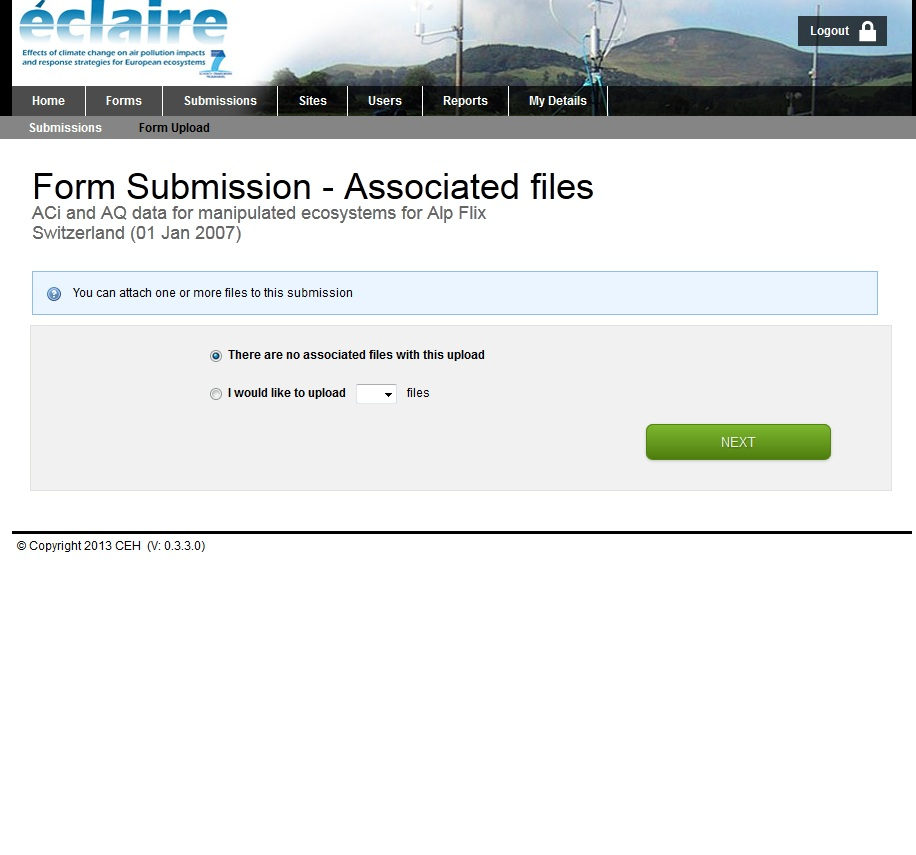 éclaire
Effects of climate change on air pollution impacts
and response strategies for European ecosystems
7
Logout
Home Forms Submissions Sites Users Reports My Details
Submissions Form Upload
Form Submission - Associated files
ACi and AQ data for manipulated ecosystems for Alp Flix
Switzerland (01 Jan 2007)
You can attach one or more files to this submission
There are no associated files with this upload
I would like to upload files
NEXT
© Copyright 2013 CEH (V: 0.3.3.0)